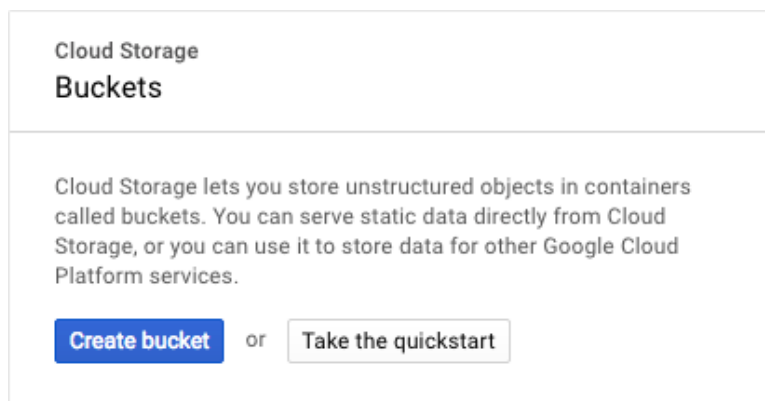 Cloud Storage
Buckets
Cloud Storage lets you store unstructured objects in containers
called buckets. You can serve static data directly from Cloud
Storage, or you can use it to store data for other Google Cloud
Platform services.
Create bucket or Take the quickstart